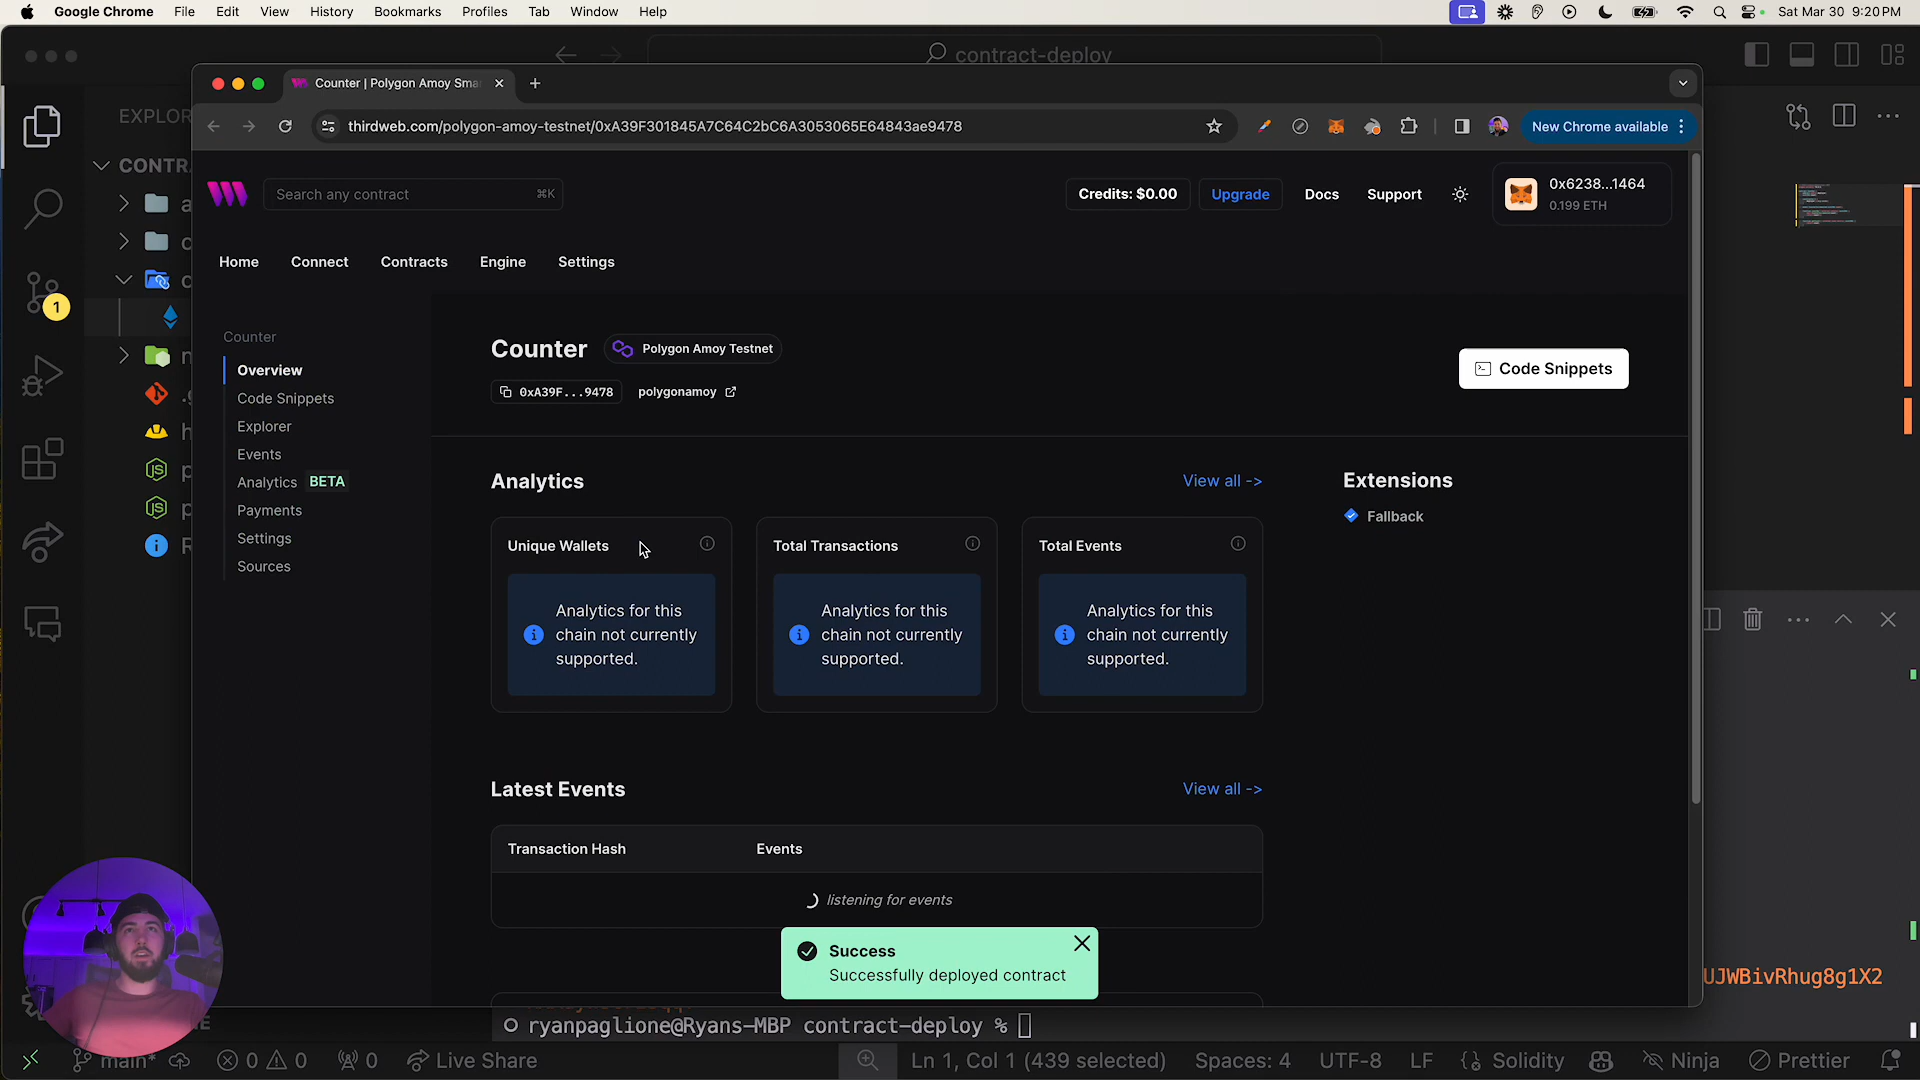 Google Chrome File Edit View History Bookmarks Profiles Tab Window Help Sat Mar 30 9:20 PM
contract-deploy
Counter | Polygon Amoy Sma
EXPLOR
thirdweb.com/polygon-amoy-testnet/0xA39F301845A7C64C2bC6A3053065E64843ae9478
New Chrome available
CONTRA
Search any contract ⌘K
Credits: $0.00
Upgrade
Docs
Support
0x6238...1464
0.199 ETH
Home Connect Contracts Engine Settings
1
Counter
Overview
Code Snippets
Explorer
Events
Analytics BETA
Payments
Settings
Sources
Counter
Polygon Amoy Testnet
0xA39F...9478
polygonamoy
Code Snippets
Analytics
View all ->
Extensions
Fallback
Unique Wallets
Analytics for this
chain not currently
supported.
Total Transactions
Analytics for this
chain not currently
supported.
Total Events
Analytics for this
chain not currently
supported.
Latest Events
View all ->
Transaction Hash Events
listening for events
Success
Successfully deployed contract
UJWBivRhug8g1X2
ryanpaglione@Ryans-MBP contract-deploy %
main* 0 0 0 Live Share Ln 1, Col 1 (439 selected) Spaces: 4 UTF-8 LF Solidity Ninja Prettier